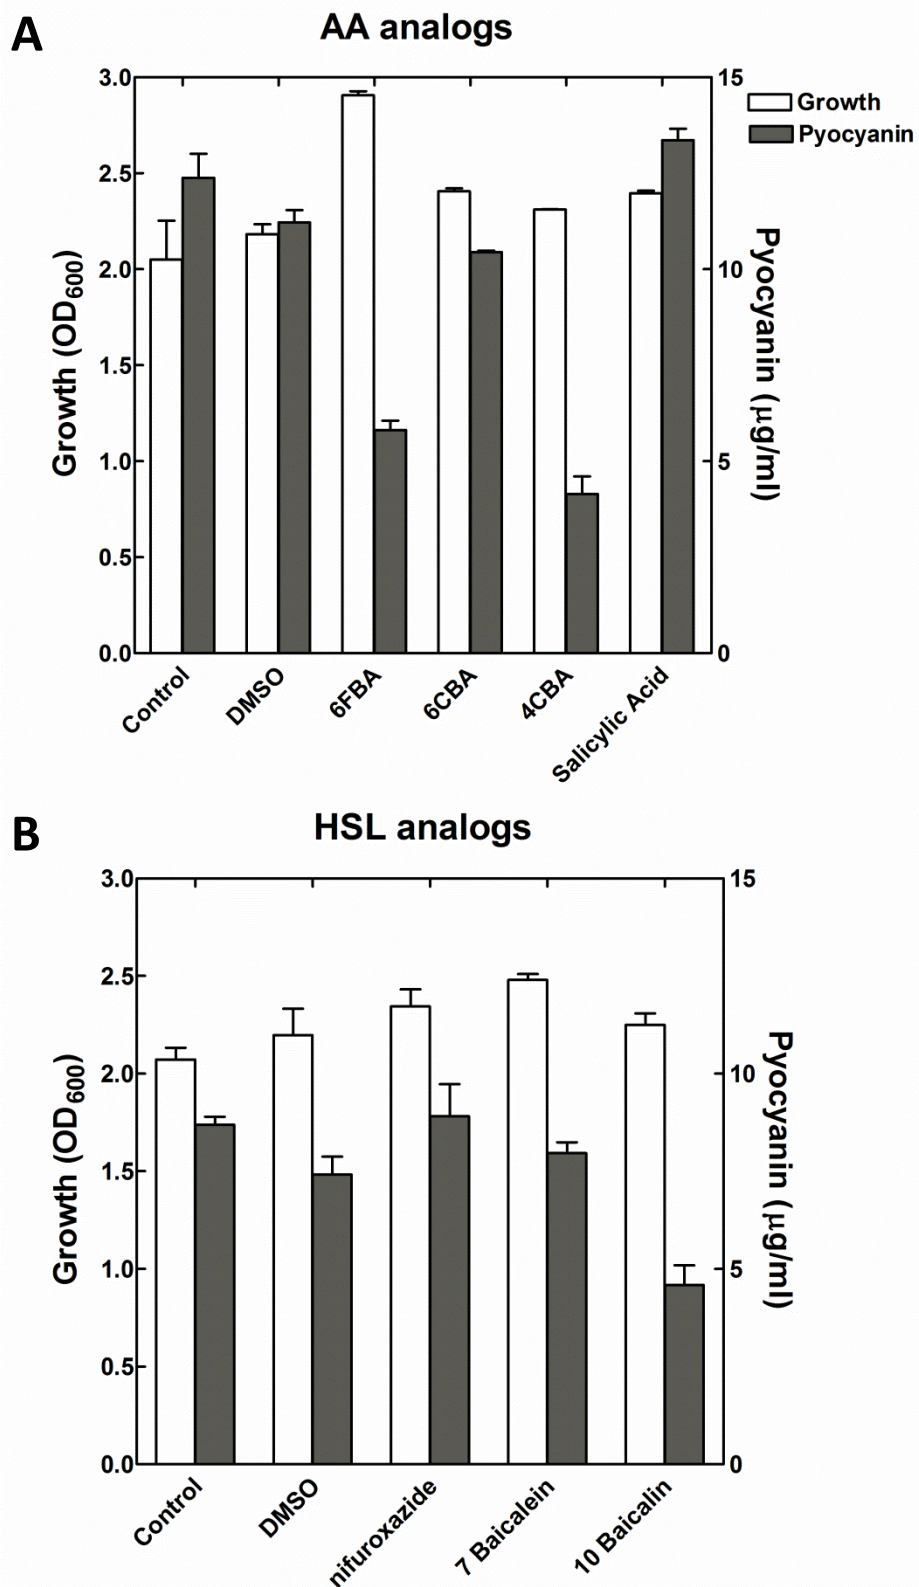 A
AA analogs
Growth
Pyocyanin
3.0
2.5
2.0
1.5
1.0
0.5
0.0
Growth (OD600)
15
10
5
0
Pyocyanin (μg/ml)
Control
DMSO
6FBA
6CBA
4CBA
Salicylic Acid
B
HSL analogs
3.0
2.5
2.0
1.5
1.0
0.5
0.0
Growth (OD600)
15
10
5
0
Pyocyanin (μg/ml)
Control
DMSO
nifuroxazide
7 Baicalein
10 Baicalin